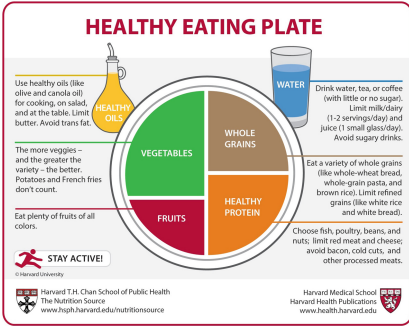 HEALTHY EATING PLATE
Use healthy oils (like
olive and canola oil)
for cooking, on salad,
and at the table. Limit
butter. Avoid trans fat.
HEALTHY
OILS
The more veggies –
and the greater the
variety – the better.
Potatoes and French fries
don't count.
Eat plenty of fruits of all
colors.
VEGETABLES
FRUITS
WHOLE
GRAINS
HEALTHY
PROTEIN
WATER
Drink water, tea, or coffee
(with little or no sugar).
Limit milk/dairy
(1-2 servings/day) and
juice (1 small glass/day).
Avoid sugary drinks.
Eat a variety of whole grains
(like whole-wheat bread,
whole-grain pasta, and
brown rice). Limit refined
grains (like white rice
and white bread).
Choose fish, poultry, beans, and
nuts; limit red meat and cheese;
avoid bacon, cold cuts, and
other processed meats.
STAY ACTIVE!
© Harvard University
Harvard T.H. Chan School of Public Health
The Nutrition Source
www.hsph.harvard.edu/nutritionsource
Harvard Medical School
Harvard Health Publications
www.health.harvard.edu